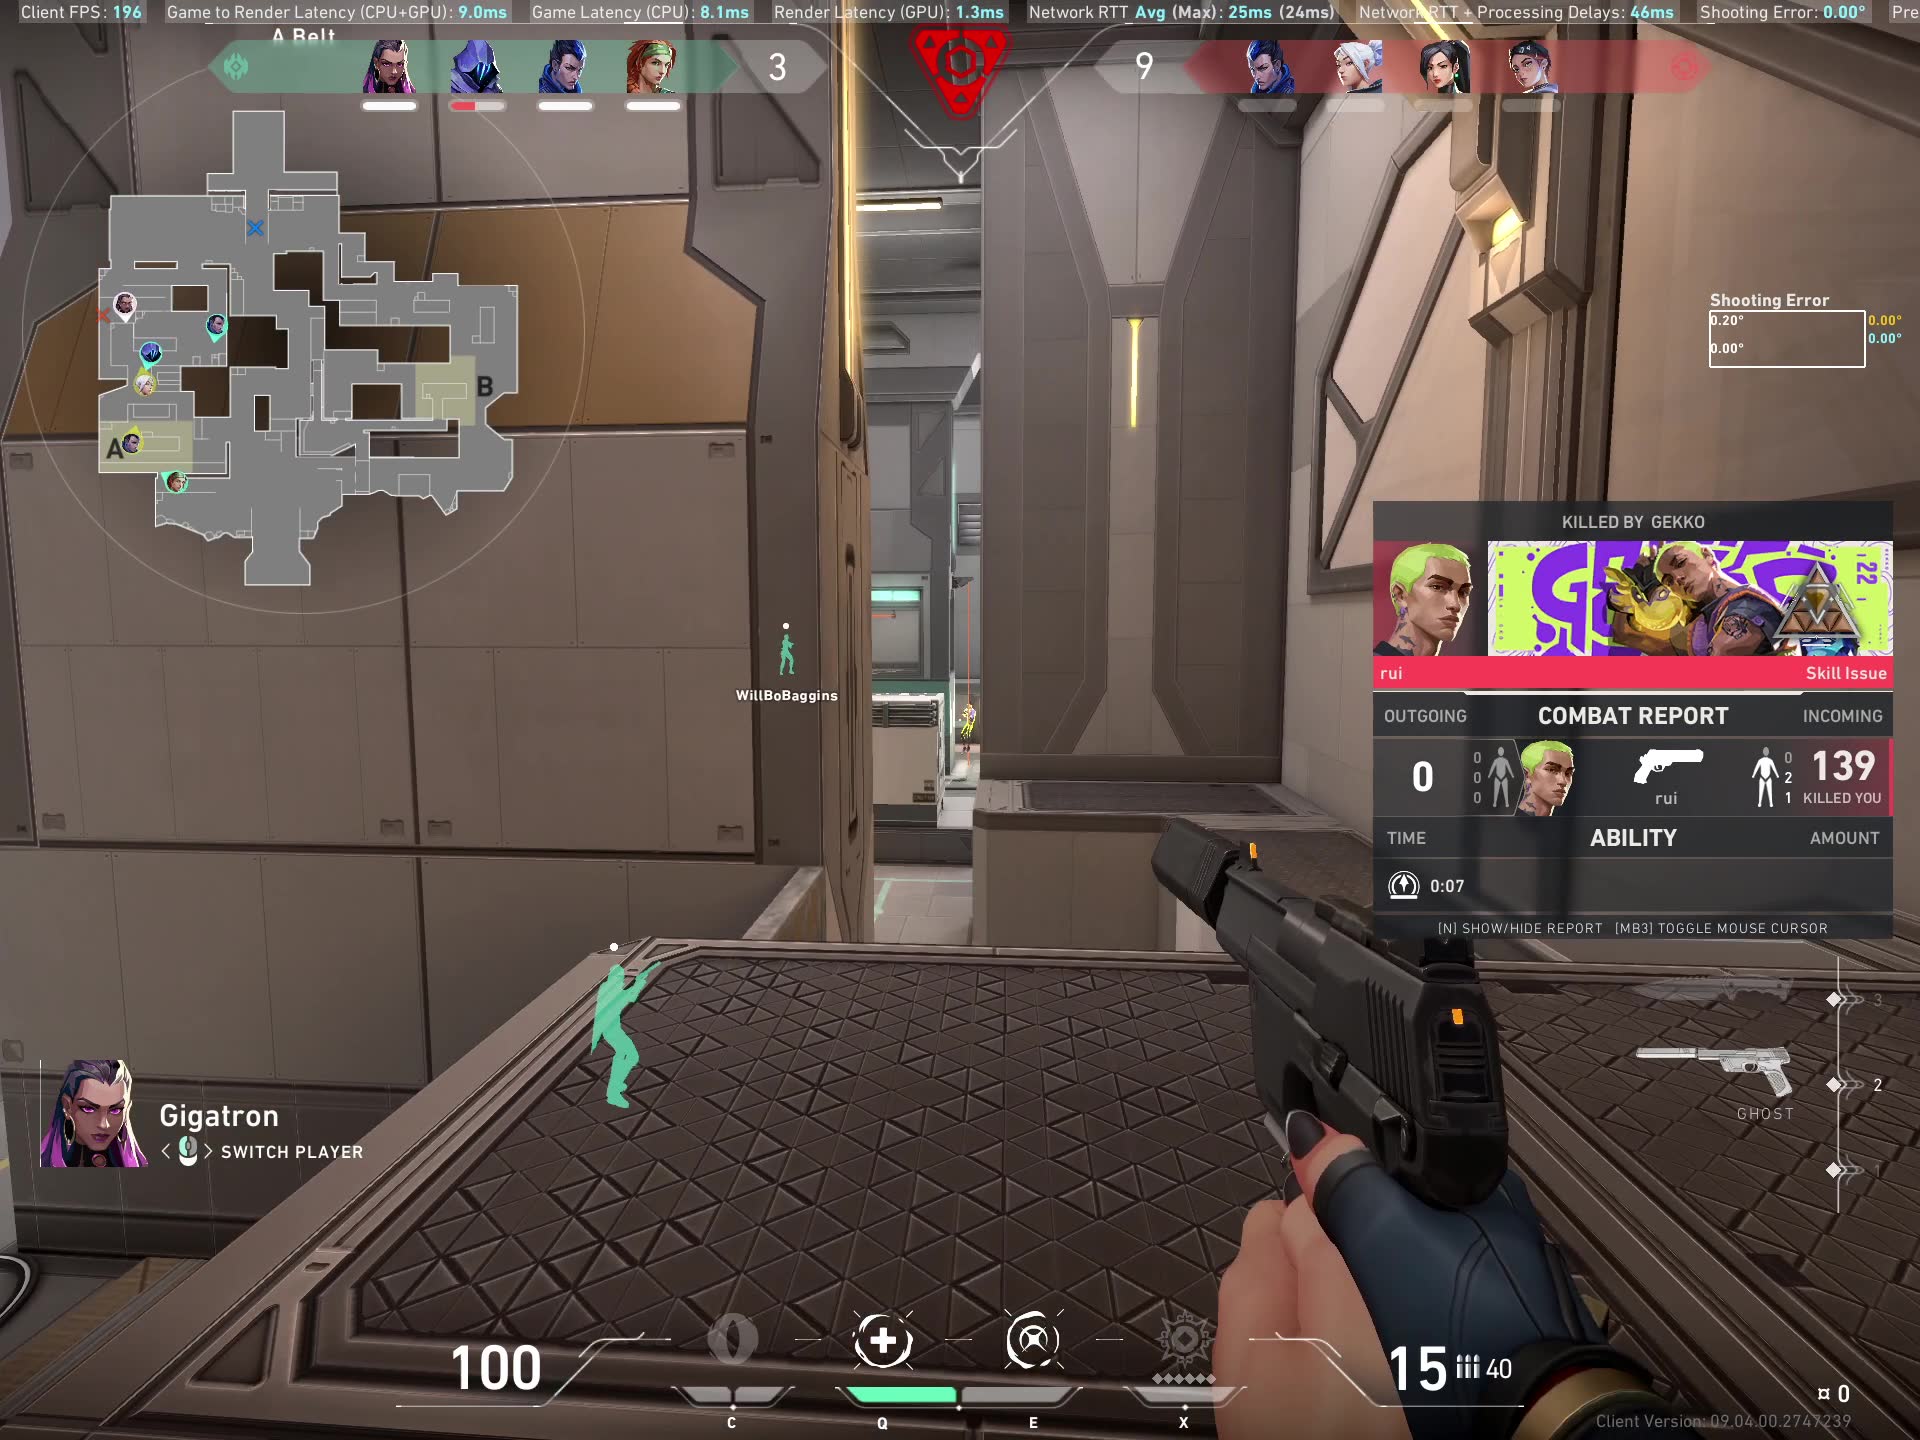 Client FPS: 196
Game to Render Latency (CPU+GPU): 9.0ms
Game Latency (CPU): 8.1ms
Render Latency (GPU): 1.3ms
Network RTT Avg (Max): 25ms (24ms)
Network RTT + Processing Delays: 46ms
Shooting Error: 0.00°
Pre
A Belt
3
9
A
B
Shooting Error
0.20°
0.00°
0.00°
0.00°
KILLED BY GEKKO
22
rui
Skill Issue
OUTGOING
COMBAT REPORT
INCOMING
0
0
0
0
rui
0
2
1
139
KILLED YOU
TIME
ABILITY
AMOUNT
0:07
[N] SHOW/HIDE REPORT [MB3] TOGGLE MOUSE CURSOR
WillBoBaggins
3
2
GHOST
1
Gigatron
< > SWITCH PLAYER
100
C
Q
E
X
15
40
¤ 0
Client Version: 09.04.00.2747239